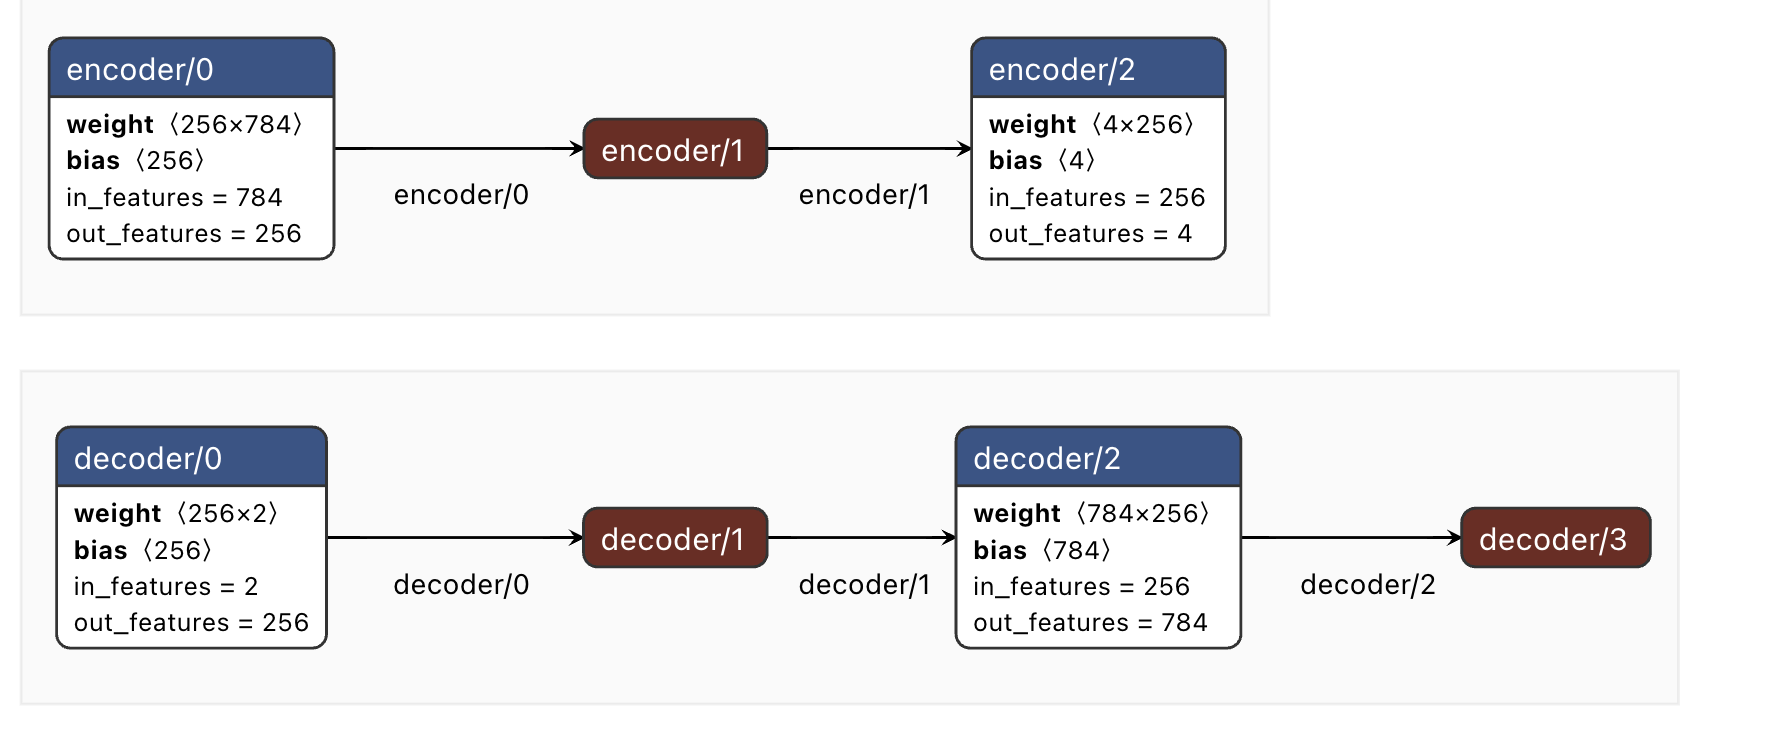 encoder/0
weight ⟨256×784⟩
bias ⟨256⟩
in_features = 784
out_features = 256
encoder/0
encoder/1
encoder/1
encoder/2
weight ⟨4×256⟩
bias ⟨4⟩
in_features = 256
out_features = 4
decoder/0
weight ⟨256×2⟩
bias ⟨256⟩
in_features = 2
out_features = 256
decoder/0
decoder/1
decoder/1
decoder/2
weight ⟨784×256⟩
bias ⟨784⟩
in_features = 256
out_features = 784
decoder/2
decoder/3